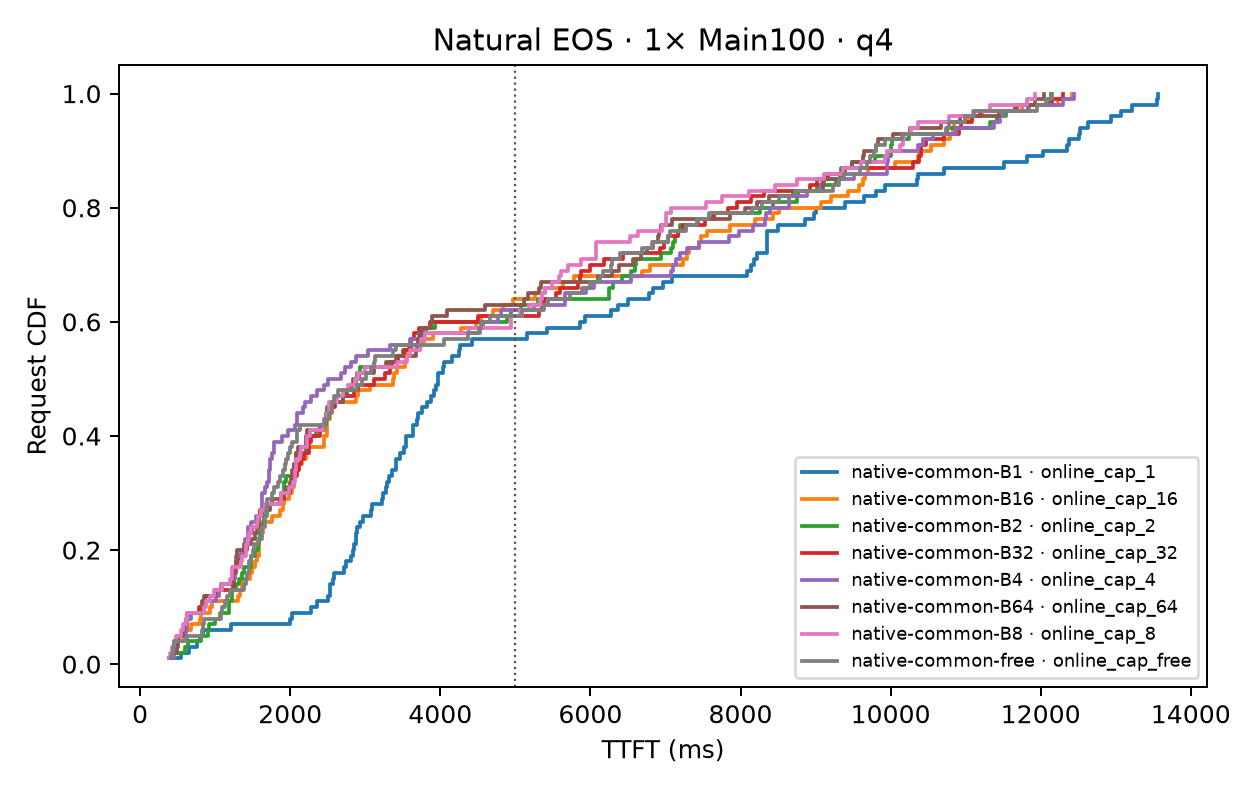 Natural EOS · 1× Main100 · q4
1.0
0.8
0.6
0.4
0.2
0.0
Request CDF
0 2000 4000 6000 8000 10000 12000 14000
TTFT (ms)
native-common-B1 · online_cap_1
native-common-B16 · online_cap_16
native-common-B2 · online_cap_2
native-common-B32 · online_cap_32
native-common-B4 · online_cap_4
native-common-B64 · online_cap_64
native-common-B8 · online_cap_8
native-common-free · online_cap_free